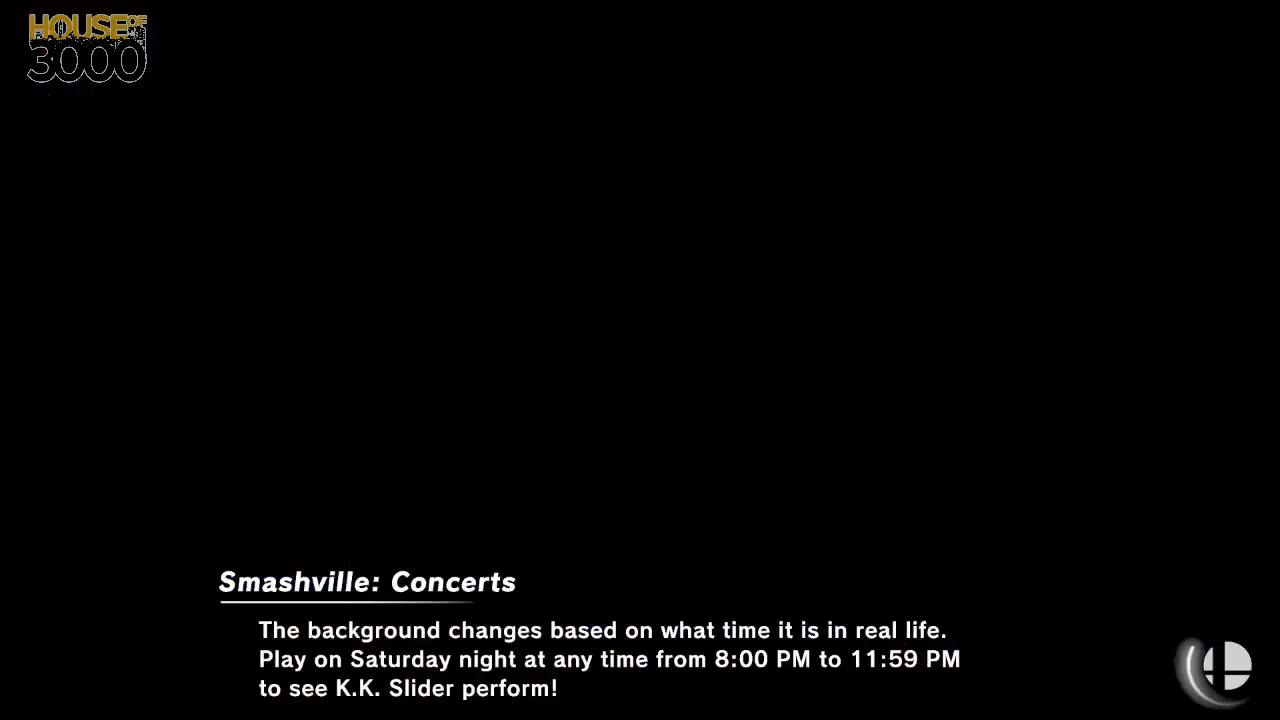 HOUSE OF
3000
Smashville: Concerts
The background changes based on what time it is in real life.
Play on Saturday night at any time from 8:00 PM to 11:59 PM
to see K.K. Slider perform!